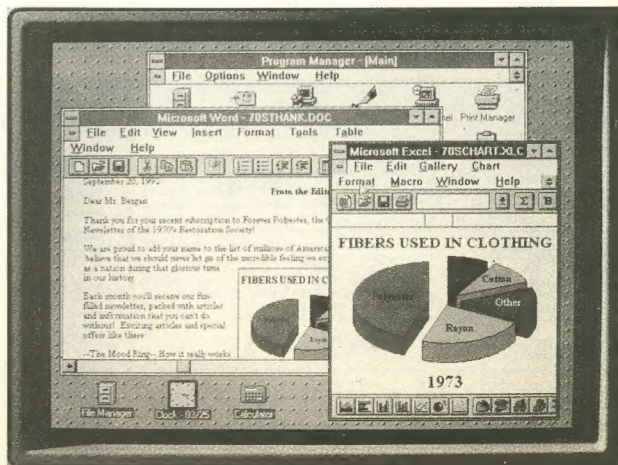 Program Manager - [Main]
File Options Window Help
Print Manager
Microsoft Word - 70STHANK.DOC
File Edit View Insert Format Tools Table
Window Help
September 20, 199
From the Edit
Dear Mr. Bergan
Thank you for your recent subscription to Forever Polyester, the
Newsletter of the 1970's Restoration Society!
We are proud to add your name to the list of millions of America
believe that we should never let go of the incredible feeling we
as a nation during that glorious time
in our history
Each month you'll receive our fun-
filled newsletter, packed with articles
and information that you can't do
without! Exciting articles and special
offers like these:
--The Mood Ring-- How it really works
FIBERS USED IN C
Rayon
Microsoft Excel - 70SCHART.XLC
File Edit Gallery Chart
Format Macro Window Help
Σ B
FIBERS USED IN CLOTHING
Polyester
Cotton
Other
Rayon
1973
File Manager
Clock - 03/25
Calculator